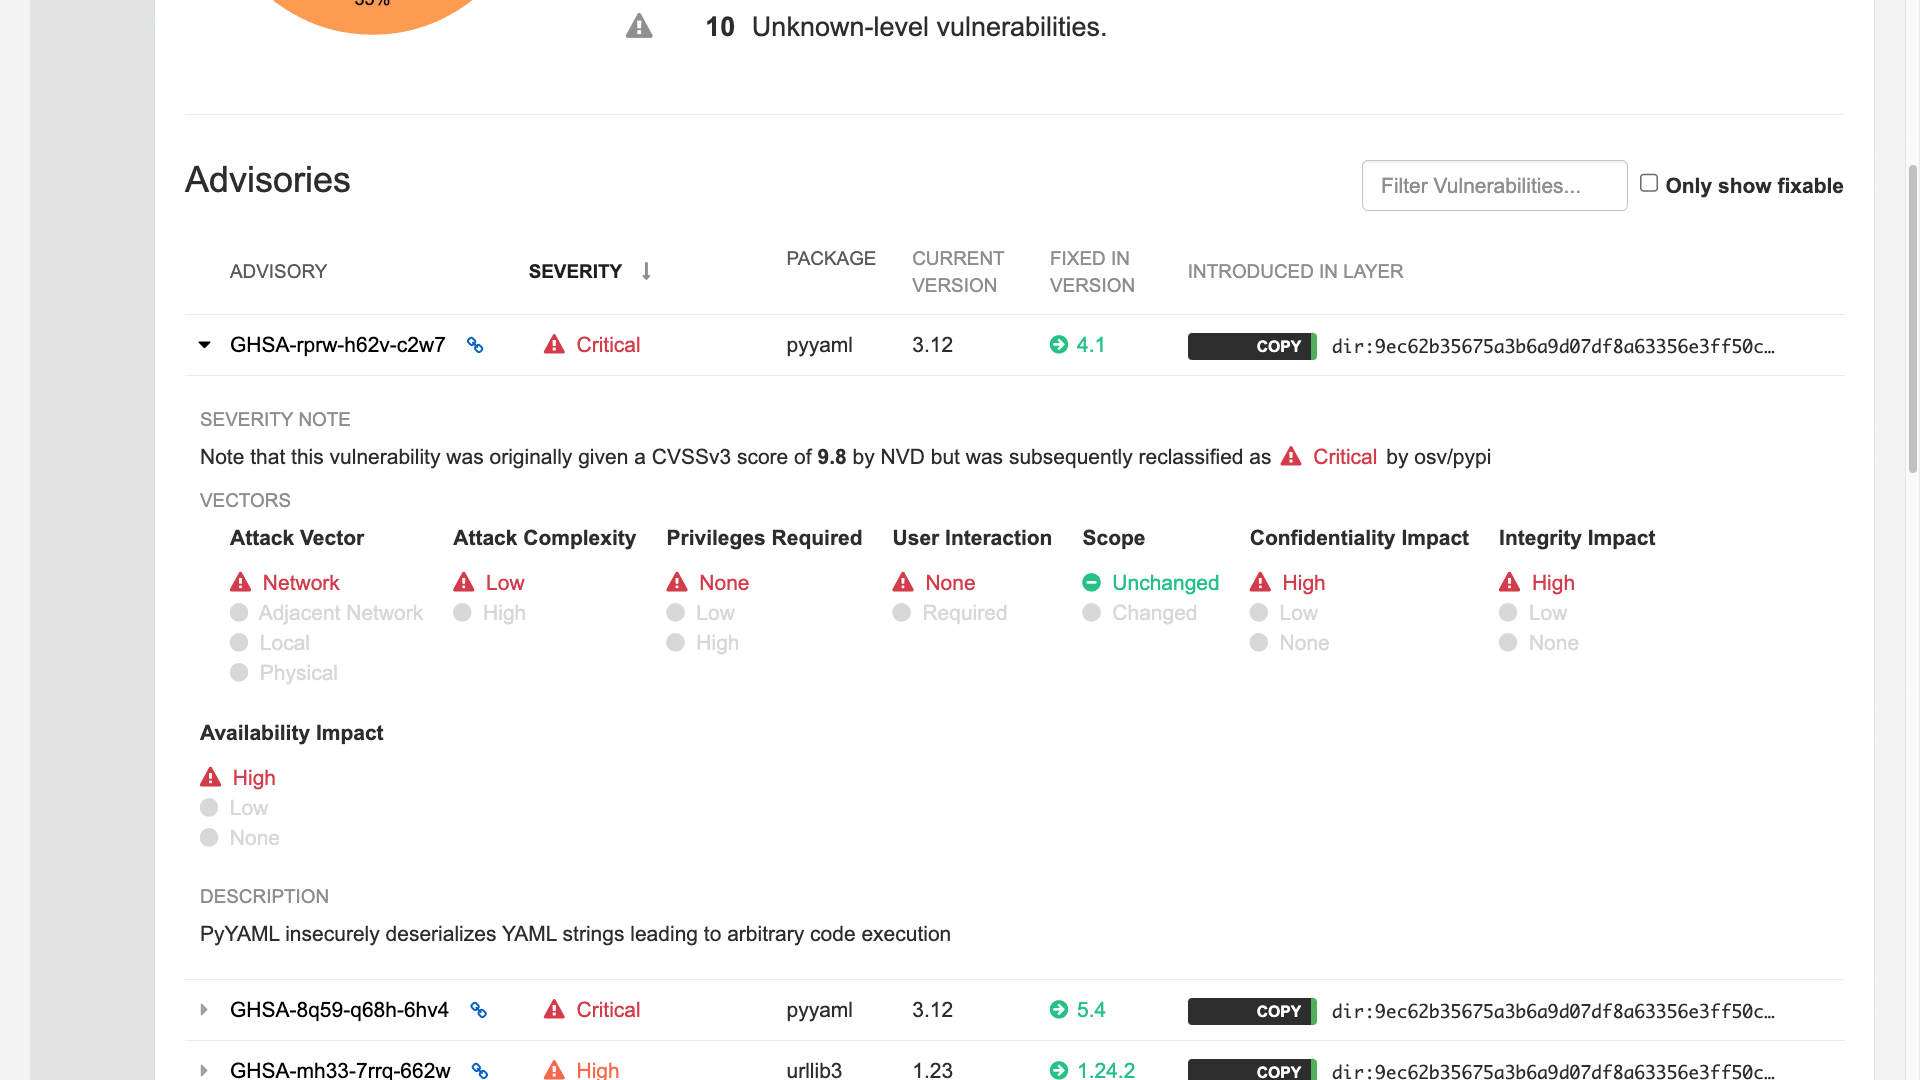 10 Unknown-level vulnerabilities.
Advisories
Filter Vulnerabilities...
Only show fixable
ADVISORY SEVERITY PACKAGE CURRENT VERSION FIXED IN VERSION INTRODUCED IN LAYER
GHSA-rprw-h62v-c2w7 Critical pyyaml 3.12 4.1 COPY dir:9ec62b35675a3b6a9d07df8a63356e3ff50c…
SEVERITY NOTE
Note that this vulnerability was originally given a CVSSv3 score of 9.8 by NVD but was subsequently reclassified as Critical by osv/pypi
VECTORS
Attack Vector Attack Complexity Privileges Required User Interaction Scope Confidentiality Impact Integrity Impact
Network Low None None Unchanged High High
Adjacent Network High Low Required Changed Low Low
Local High None None
Physical
Availability Impact
High
Low
None
DESCRIPTION
PyYAML insecurely deserializes YAML strings leading to arbitrary code execution
GHSA-8q59-q68h-6hv4 Critical pyyaml 3.12 5.4 COPY dir:9ec62b35675a3b6a9d07df8a63356e3ff50c…
GHSA-mh33-7rrq-662w High urllib3 1.23 1.24.2 COPY dir:9ec62b35675a3b6a9d07df8a63356e3ff50c…